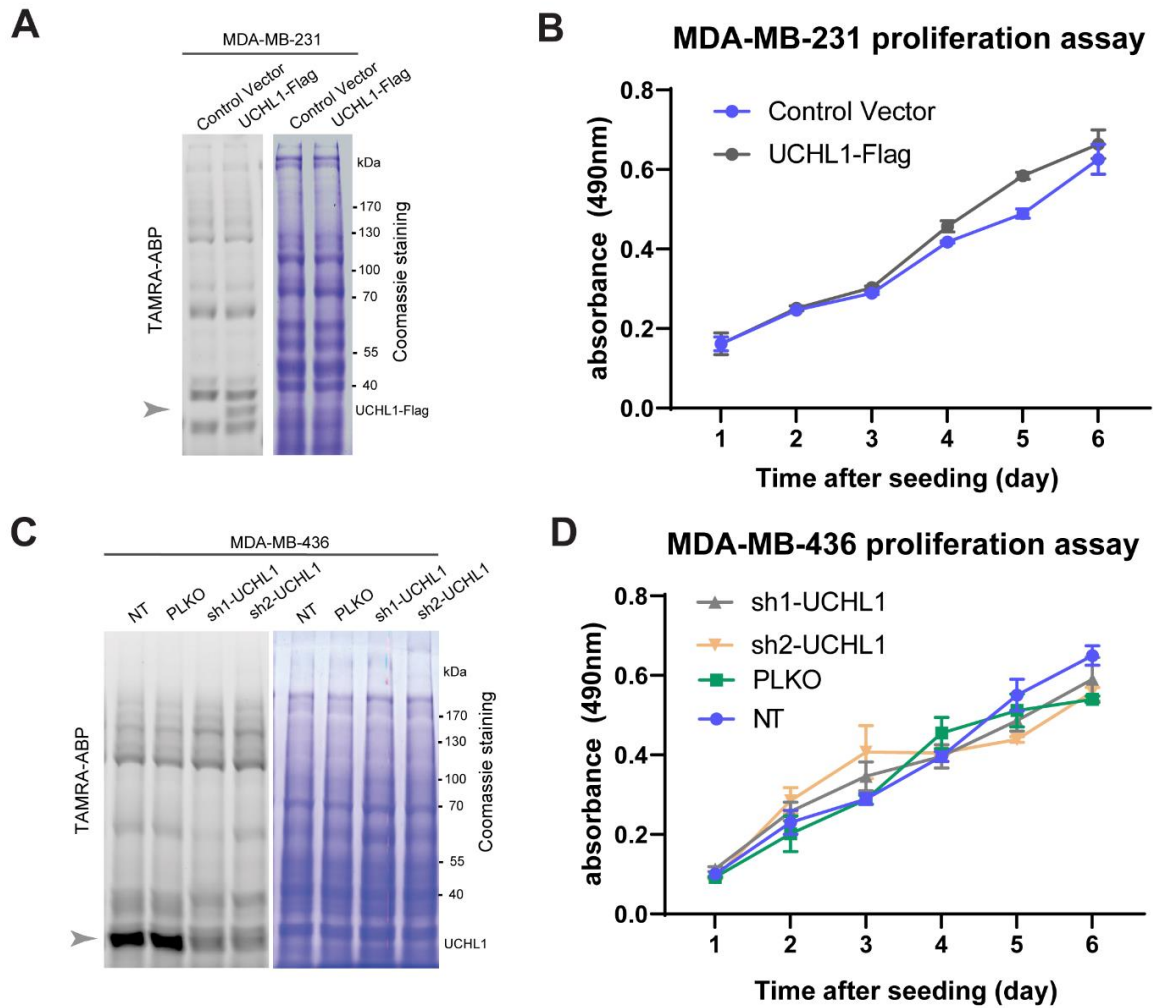 A
MDA-MB-231
Control Vector
UCHL1-Flag
Control Vector
UCHL1-Flag
TAMRA-ABP
kDa
170
130
100
70
55
40
UCHL1-Flag
Coomassie staining
B
MDA-MB-231 proliferation assay
Control Vector
UCHL1-Flag
absorbance (490nm)
0.8
0.6
0.4
0.2
0.0
1 2 3 4 5 6
Time after seeding (day)
C
MDA-MB-436
NT
PLKO
sh1-UCHL1
sh2-UCHL1
NT
PLKO
sh1-UCHL1
sh2-UCHL1
TAMRA-ABP
kDa
170
130
100
70
55
40
UCHL1
Coomassie staining
D
MDA-MB-436 proliferation assay
sh1-UCHL1
sh2-UCHL1
PLKO
NT
absorbance (490nm)
0.8
0.6
0.4
0.2
0.0
1 2 3 4 5 6
Time after seeding (day)